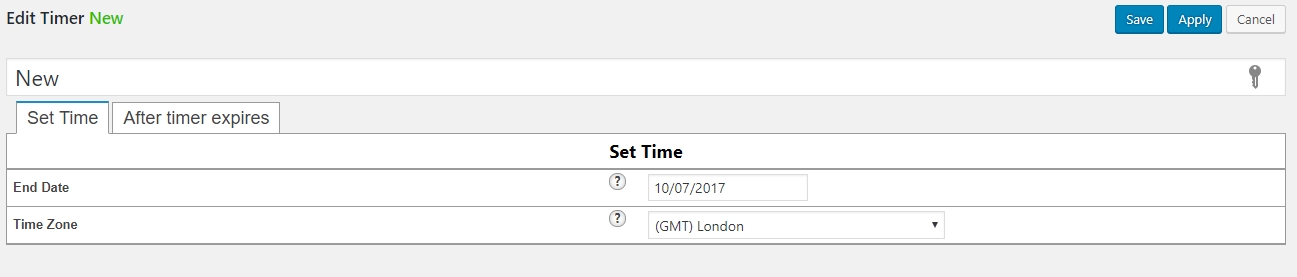 Edit Timer New
Save Apply Cancel
New
Set Time After timer expires
Set Time
End Date ? 10/07/2017
Time Zone ? (GMT) London